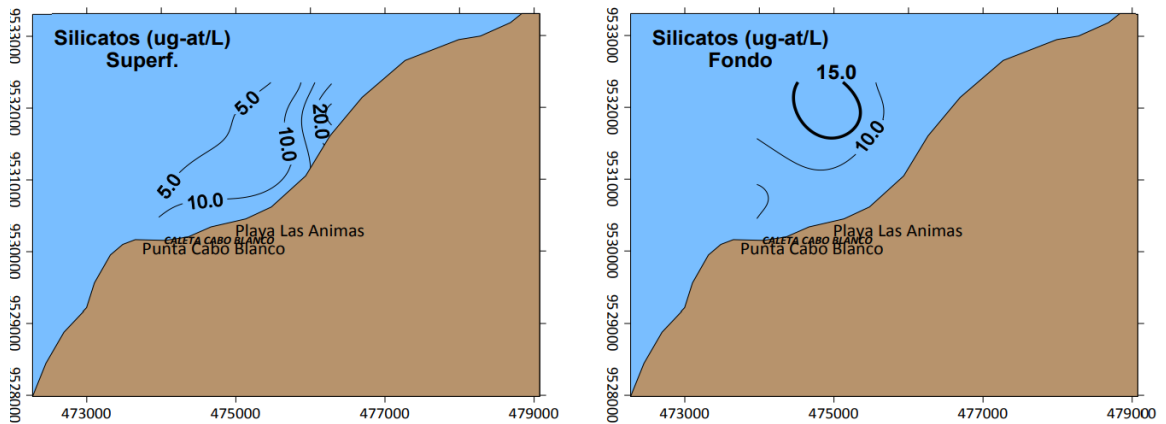 Silicatos (ug-at/L)
Superf.
5.0
20.0
10.0
5.0
10.0
Playa Las Animas
CALETA CABO BLANCO
Punta Cabo Blanco
9533000
9532000
9531000
9530000
9529000
9528000
473000
475000
477000
479000
Silicatos (ug-at/L)
Fondo
15.0
10.0
Playa Las Animas
CALETA CABO BLANCO
Punta Cabo Blanco
9533000
9532000
9531000
9530000
9529000
9528000
473000
475000
477000
479000